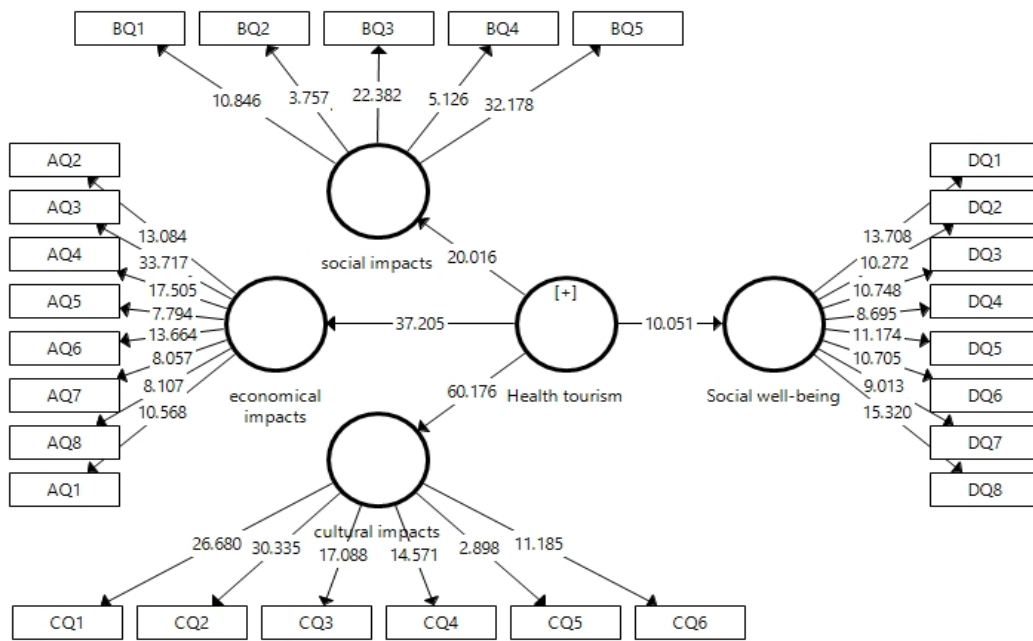 BQ1 BQ2 BQ3 BQ4 BQ5
10.846 3.757 22.382 5.126 32.178
AQ2
AQ3
AQ4
AQ5
AQ6
AQ7
AQ8
AQ1
13.084
33.717
17.505
7.794
13.664
8.057
8.107
10.568
social impacts
20.016
economical
impacts
37.205
[+]
Health tourism
10.051
Social well-being
60.176
cultural impacts
13.708
10.272
10.748
8.695
11.174
10.705
9.013
15.320
DQ1
DQ2
DQ3
DQ4
DQ5
DQ6
DQ7
DQ8
26.680 30.335 17.088 14.571 2.898 11.185
CQ1 CQ2 CQ3 CQ4 CQ5 CQ6